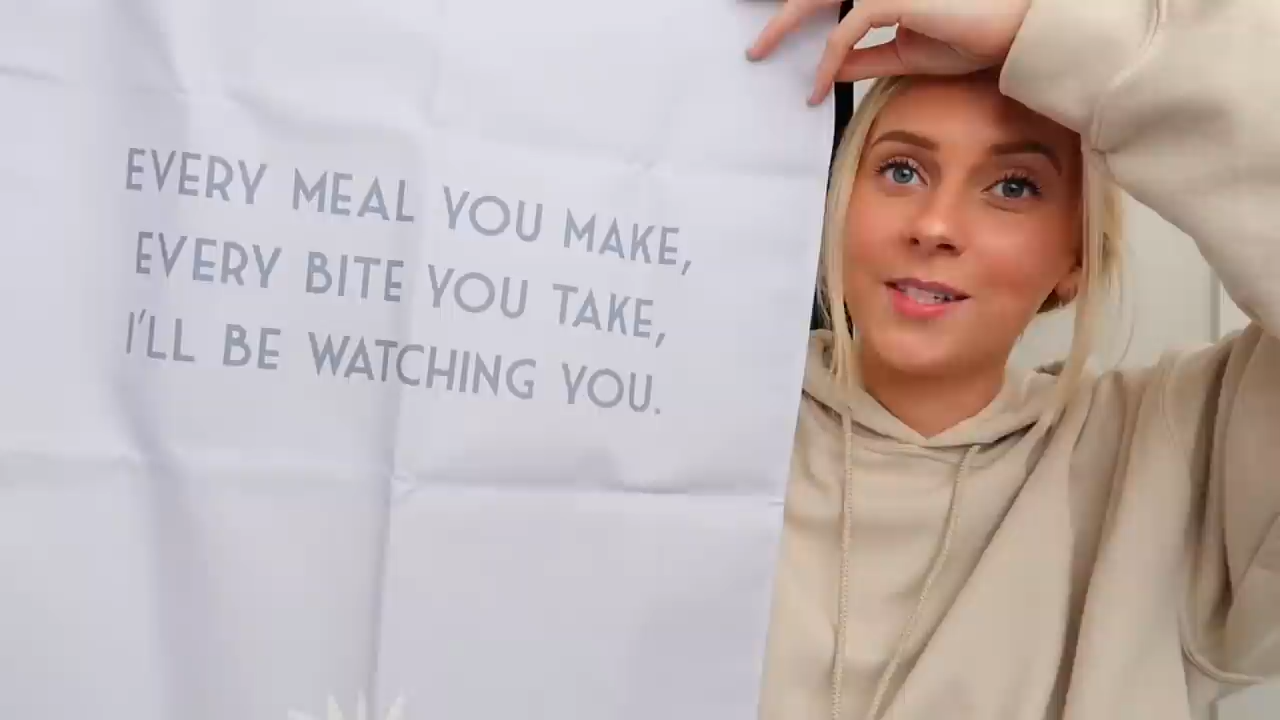 EVERY MEAL YOU MAKE,
EVERY BITE YOU TAKE,
I'LL BE WATCHING YOU.